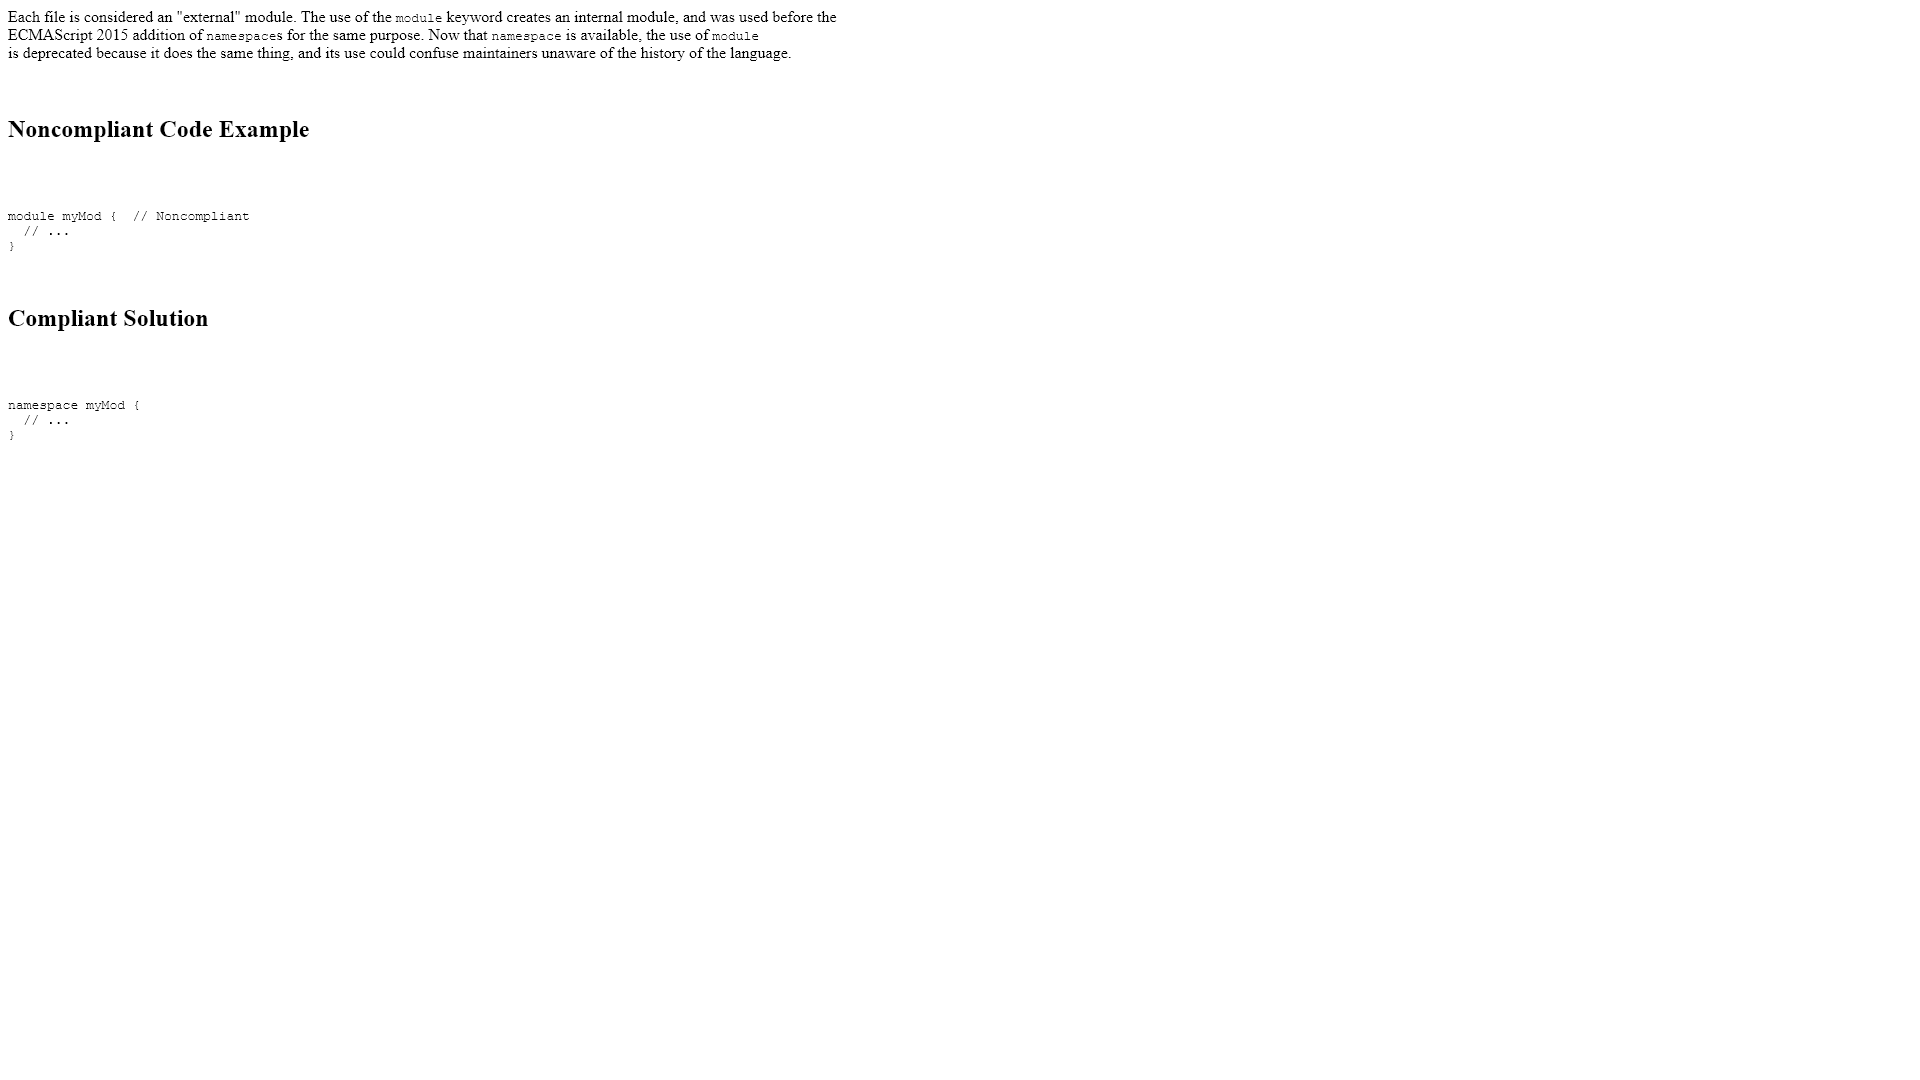 Each file is considered an "external" module. The use of the module keyword creates an internal module, and was used before the
ECMAScript 2015 addition of namespaces for the same purpose. Now that namespace is available, the use of module
is deprecated because it does the same thing, and its use could confuse maintainers unaware of the history of the language.
Noncompliant Code Example
module myMod {  // Noncompliant
  // ...
}
Compliant Solution
namespace myMod {
  // ...
}